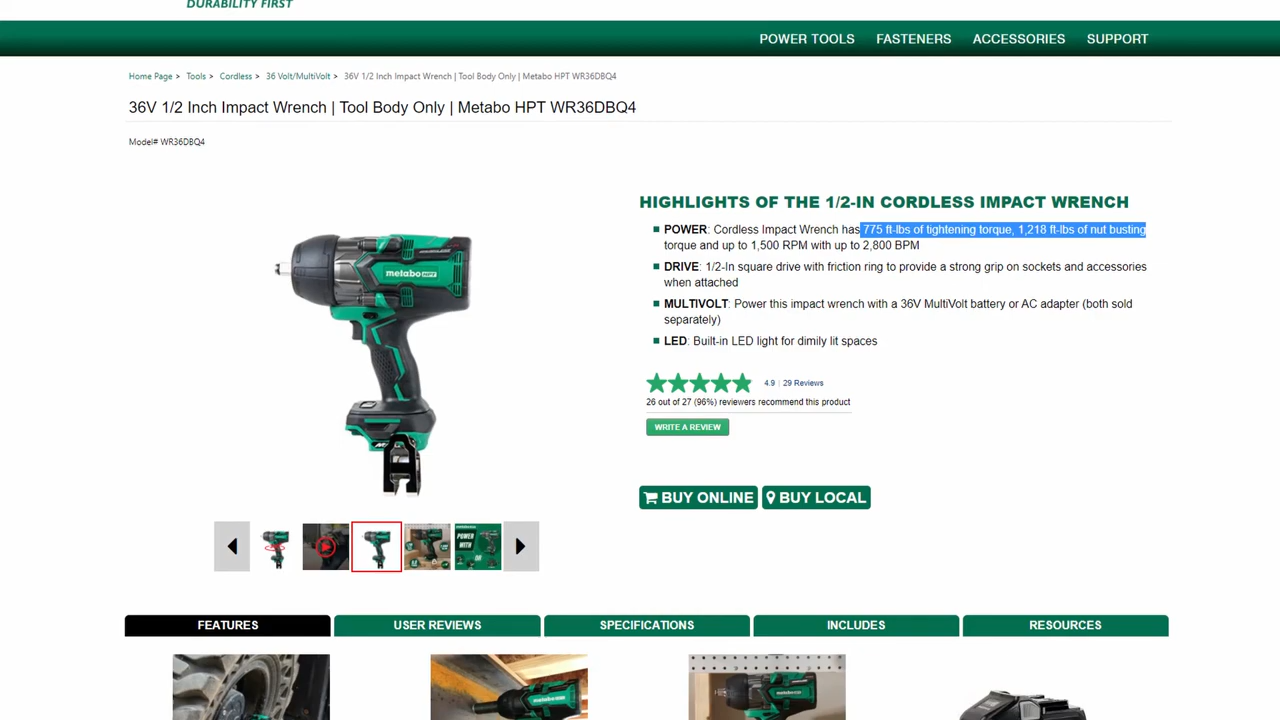 DURABILITY FIRST
POWER TOOLS FASTENERS ACCESSORIES SUPPORT
Home Page > Tools > Cordless > 36 Volt/MultiVolt > 36V 1/2 Inch Impact Wrench | Tool Body Only | Metabo HPT WR36DBQ4
36V 1/2 Inch Impact Wrench | Tool Body Only | Metabo HPT WR36DBQ4
Model# WR36DBQ4
HIGHLIGHTS OF THE 1/2-IN CORDLESS IMPACT WRENCH
POWER: Cordless Impact Wrench has 775 ft-lbs of tightening torque, 1,218 ft-lbs of nut busting
torque and up to 1,500 RPM with up to 2,800 BPM
DRIVE: 1/2-In square drive with friction ring to provide a strong grip on sockets and accessories
when attached
MULTIVOLT: Power this impact wrench with a 36V MultiVolt battery or AC adapter (both sold
separately)
LED: Built-in LED light for dimily lit spaces
metabo HPT
4.9 | 29 Reviews
26 out of 27 (96%) reviewers recommend this product
WRITE A REVIEW
BUY ONLINE BUY LOCAL
POWER
WITH
FEATURES USER REVIEWS SPECIFICATIONS INCLUDES RESOURCES